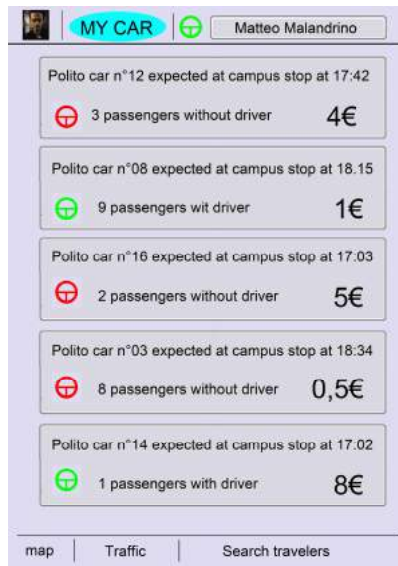 MY CAR
Matteo Malandrino
Polito car n°12 expected at campus stop at 17:42
3 passengers without driver 4€
Polito car n°08 expected at campus stop at 18.15
9 passengers wit driver 1€
Polito car n°16 expected at campus stop at 17:03
2 passengers without driver 5€
Polito car n°03 expected at campus stop at 18:34
8 passengers without driver 0,5€
Polito car n°14 expected at campus stop at 17.02
1 passengers with driver 8€
map Traffic Search travelers